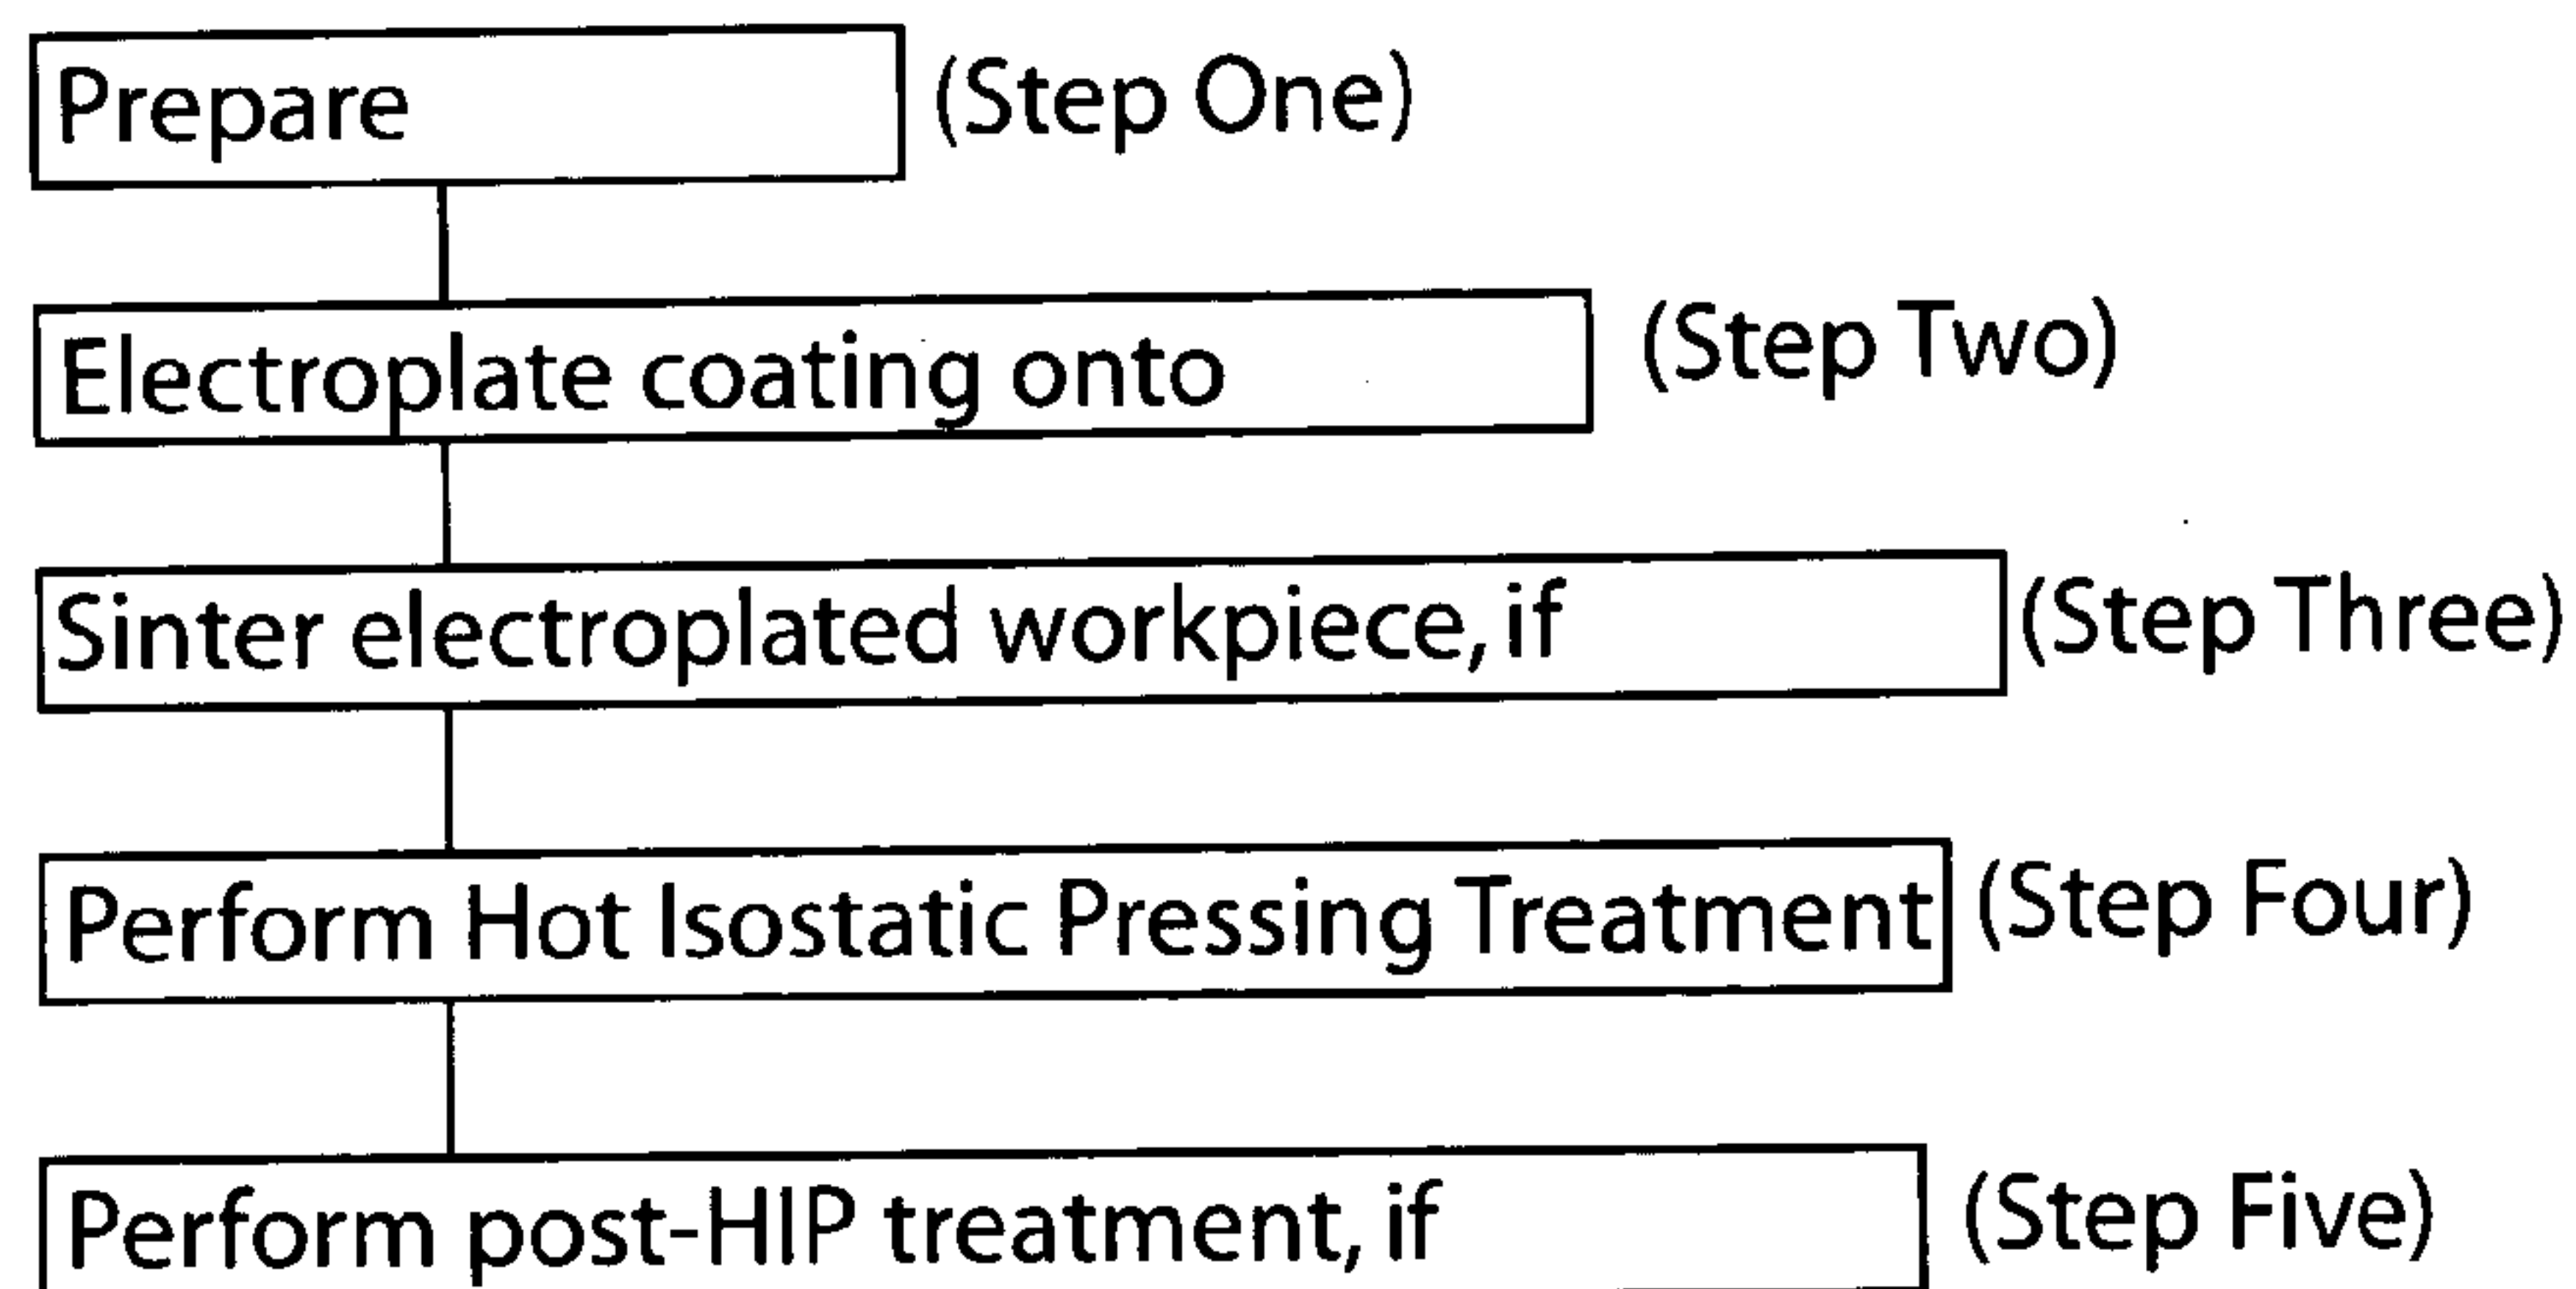 Prepare (Step One)
Electroplate coating onto (Step Two)
Sinter electroplated workpiece, if (Step Three)
Perform Hot Isostatic Pressing Treatment (Step Four)
Perform post-HIP treatment, if (Step Five)